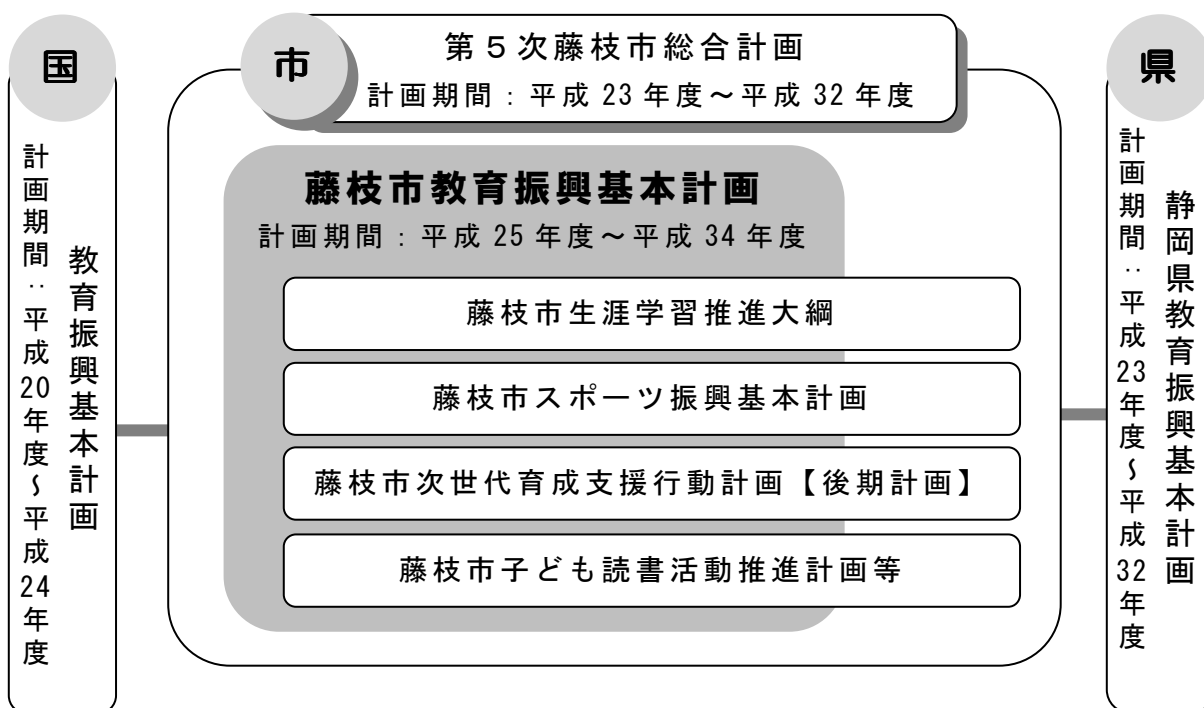 国
教育振興基本計画
計画期間：平成20年度～平成24年度
市
第５次藤枝市総合計画
計画期間：平成 23 年度～平成 32 年度
藤枝市教育振興基本計画
計画期間：平成 25 年度～平成 34 年度
藤枝市生涯学習推進大綱
藤枝市スポーツ振興基本計画
藤枝市次世代育成支援行動計画【後期計画】
藤枝市子ども読書活動推進計画等
県
静岡県教育振興基本計画
計画期間：平成23年度～平成32年度